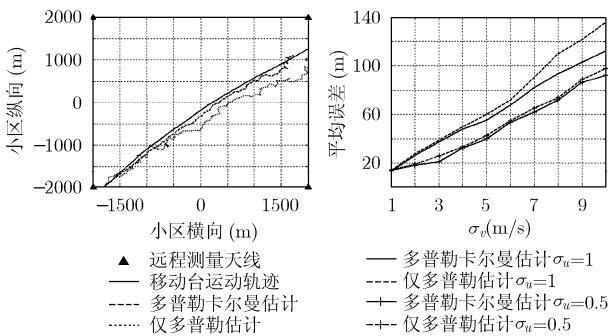 2000
1000
0
−1000
−2000
小区纵向 (m)
−1500
0
1500
小区横向 (m)
▲ 远程测量天线
移动台运动轨迹
多普勒卡尔曼估计
仅多普勒估计
140
100
60
20
平均误差 (m)
1
3
5
7
9
σv(m/s)
多普勒卡尔曼估计σu=1
仅多普勒估计σu=1
多普勒卡尔曼估计σu=0.5
仅多普勒估计σu=0.5